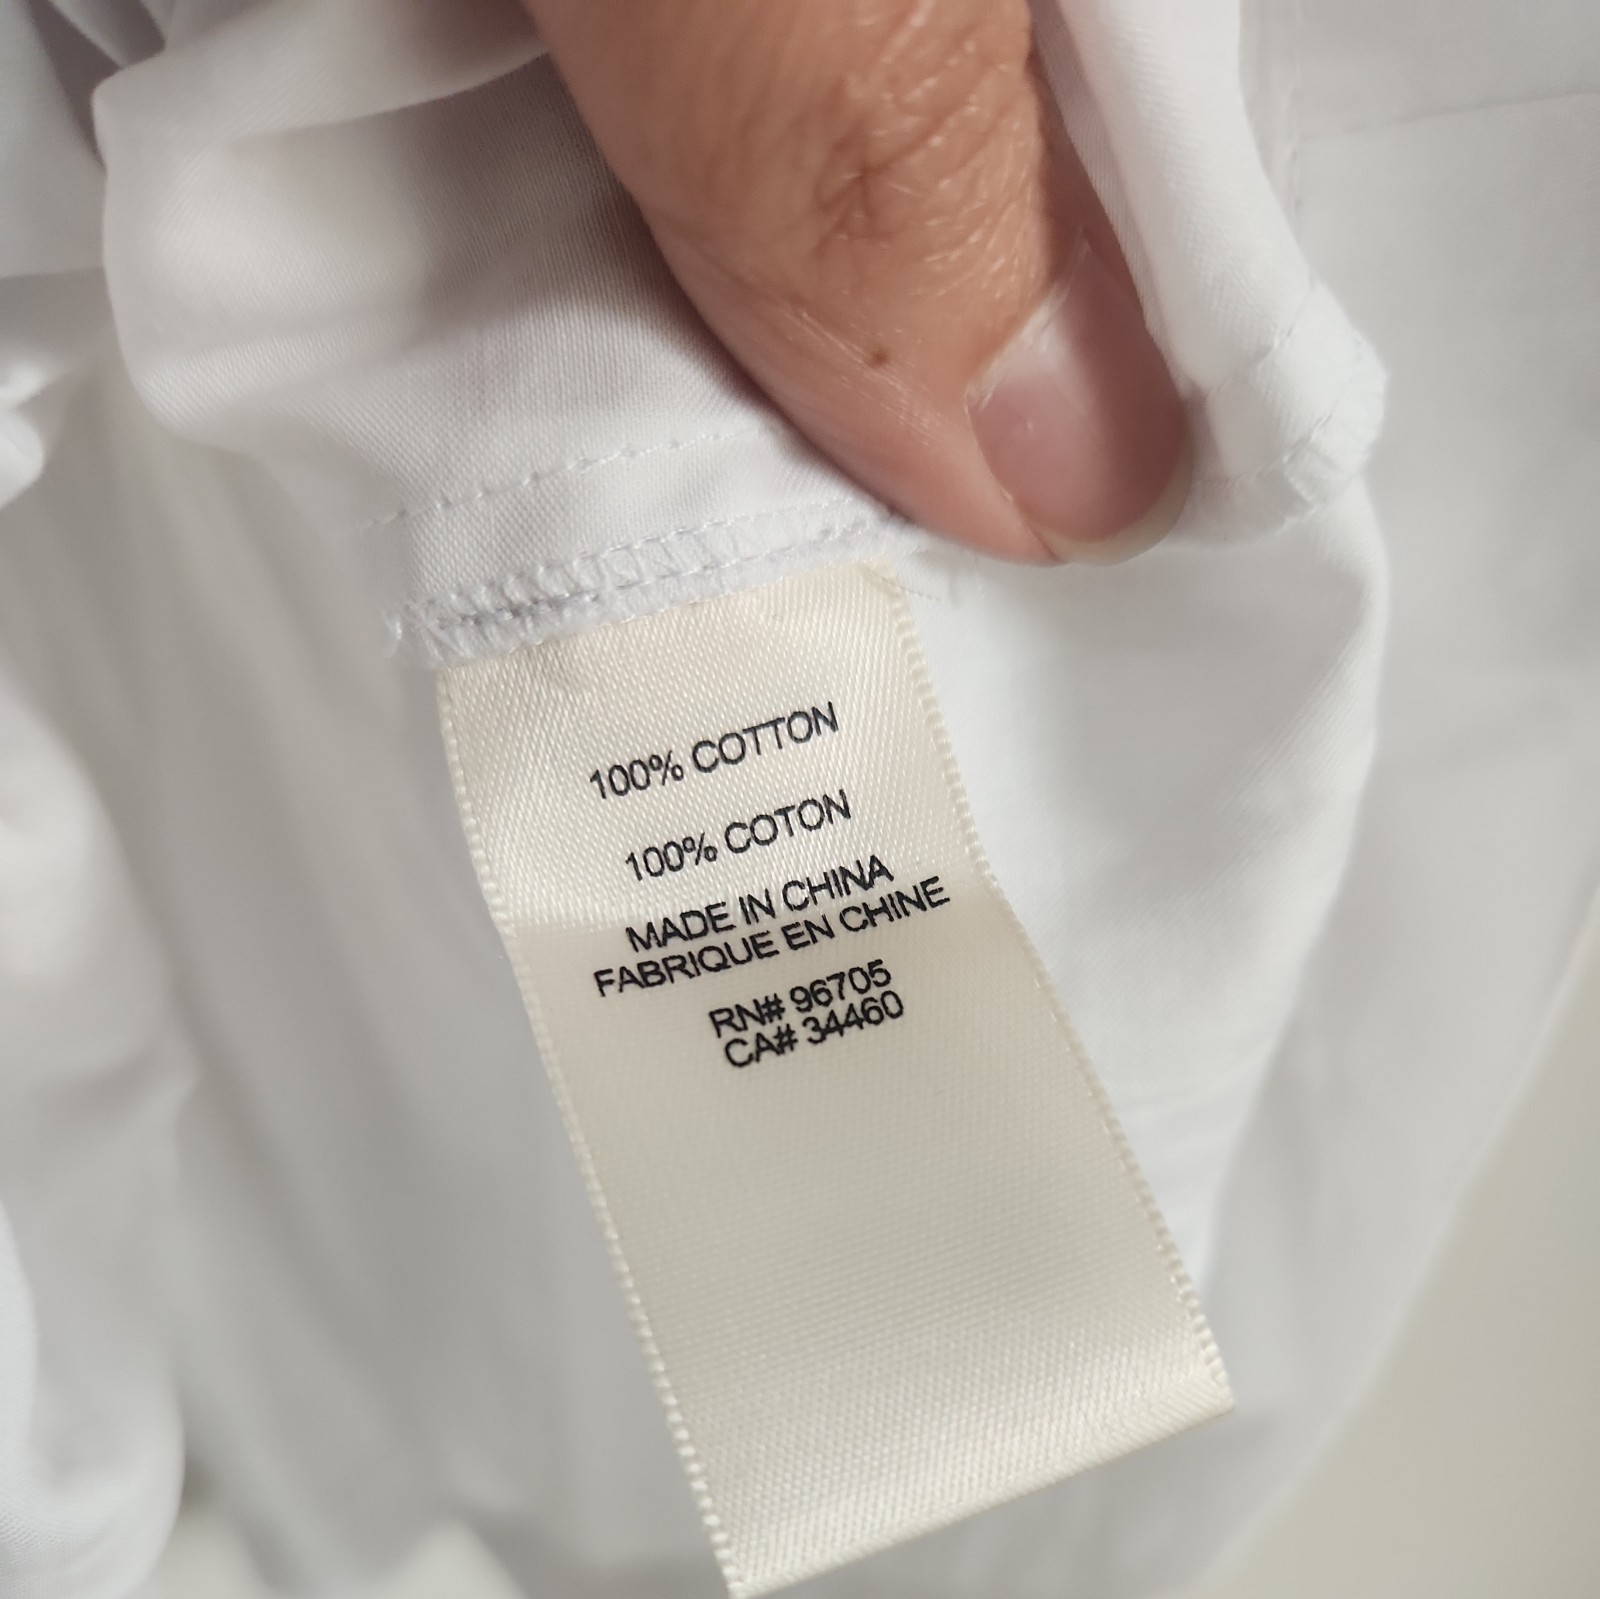 100% COTTON
100% COTON
MADE IN CHINA
FABRIQUE EN CHINE
RN# 96705
CA# 34460